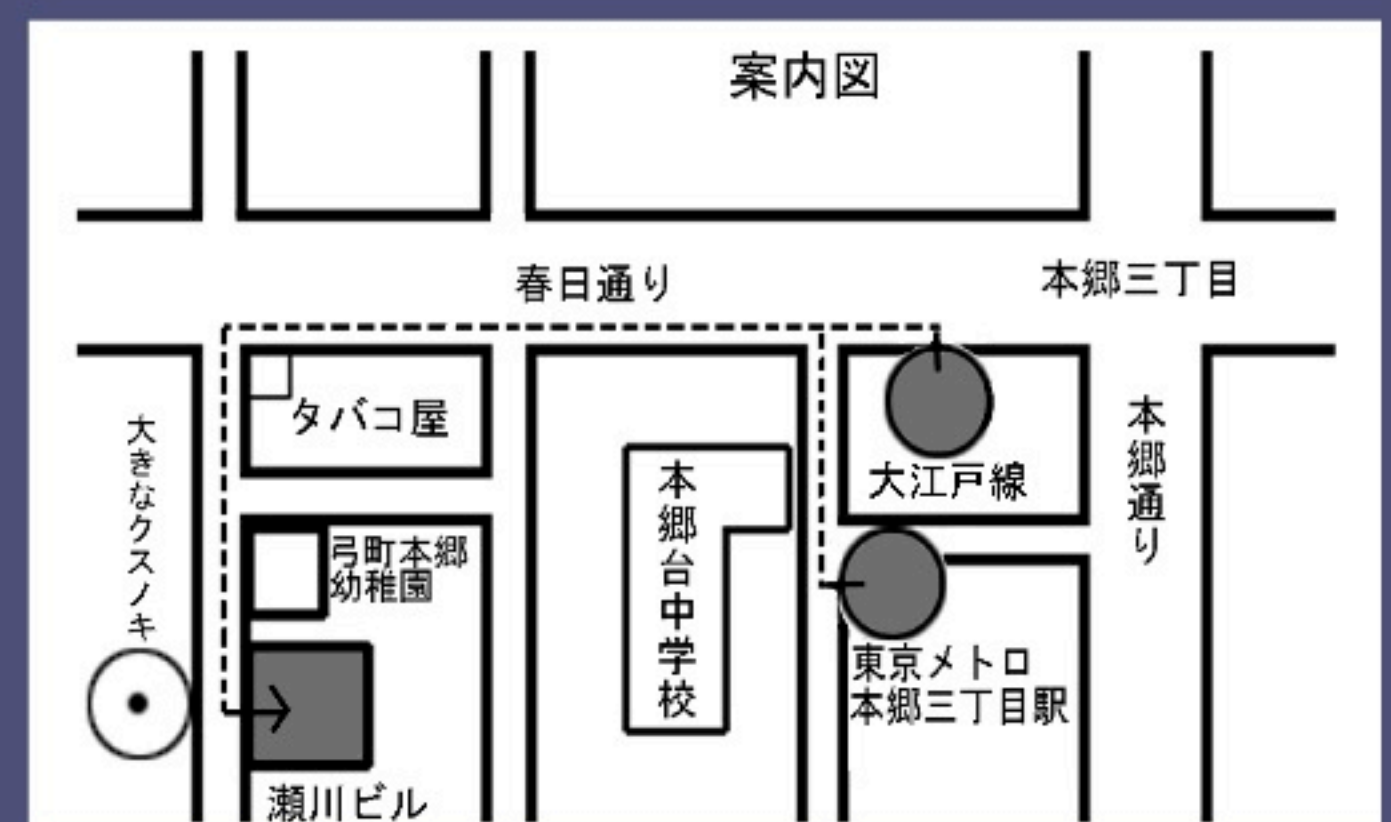 案内図
春日通り
本郷三丁目
大きなクスノキ
タバコ屋
弓町本郷
幼稚園
瀬川ビル
本郷台中学校
大江戸線
東京メトロ
本郷三丁目駅
本郷通り